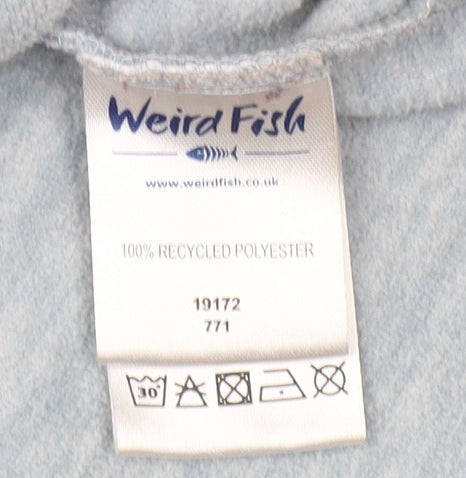 Weird Fish
www.weirdfish.co.uk
100% RECYCLED POLYESTER
19172
771
30°